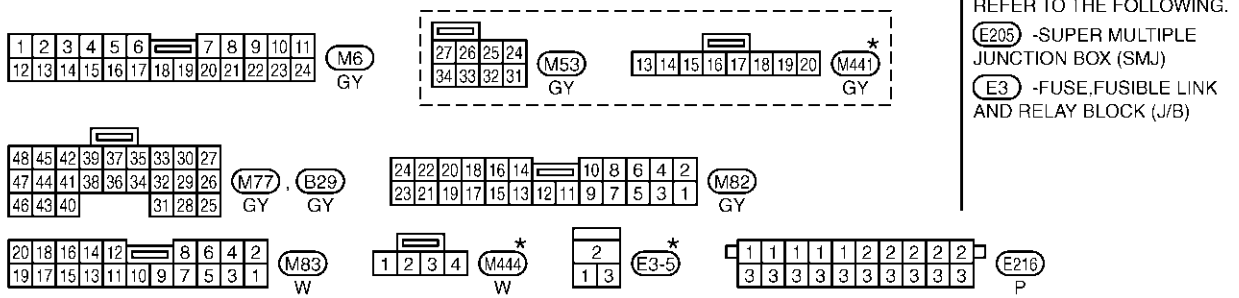 REFER TO THE FOLLOWING.
E205 -SUPER MULTIPLE
JUNCTION BOX (SMJ)
E3 -FUSE,FUSIBLE LINK
AND RELAY BLOCK (J/B)
1 2 3 4 5 6 7 8 9 10 11
12 13 14 15 16 17 18 19 20 21 22 23 24
M6
GY
27 26 25 24
34 33 32 31
M53
GY
13 14 15 16 17 18 19 20
*
M441
GY
48 45 42 39 37 35 33 30 27
47 44 41 38 36 34 32 29 26
46 43 40 31 28 25
M77 , B29
GY GY
24 22 20 18 16 14 10 8 6 4 2
23 21 19 17 15 13 12 11 9 7 5 3 1
M82
GY
20 18 16 14 12 8 6 4 2
19 17 15 13 11 10 9 7 5 3 1
M83
W
1 2 3 4
*
M444
W
2
1 3
*
E3-5
1 1 1 1 1 2 2 2 2 2
3 3 3 3 3 3 3 3 3 3
E216
P